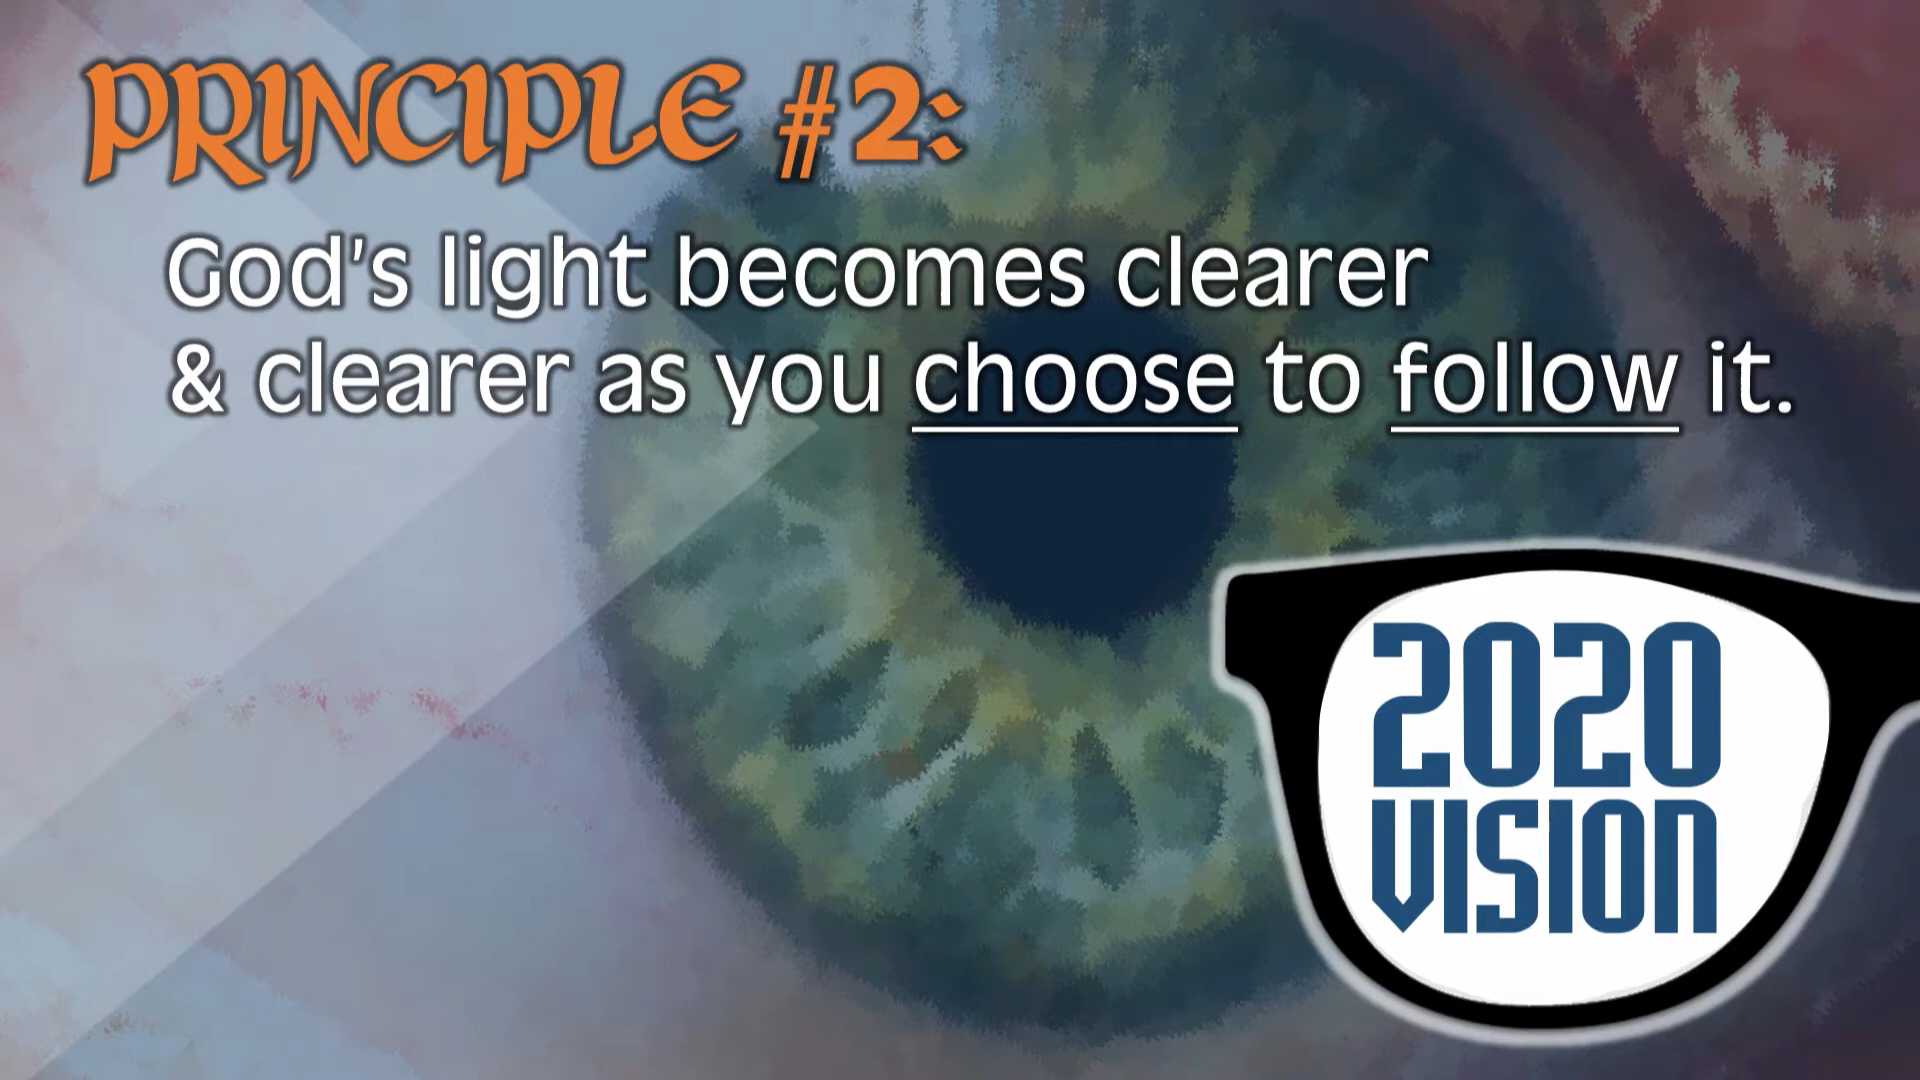 PRINCIPLE #2:
God's light becomes clearer
& clearer as you choose to follow it.
2020
VISION